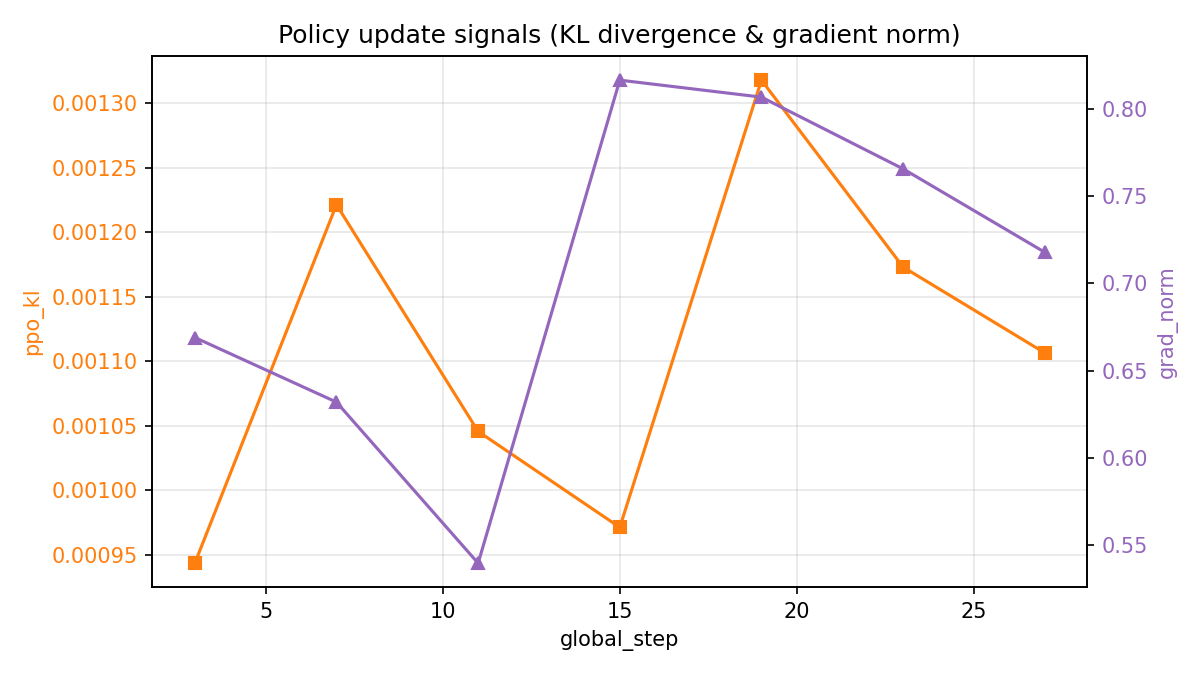 Policy update signals (KL divergence & gradient norm)
ppo_kl
0.00130
0.00125
0.00120
0.00115
0.00110
0.00105
0.00100
0.00095
0.80
0.75
0.70
0.65
0.60
0.55
grad_norm
5 10 15 20 25
global_step